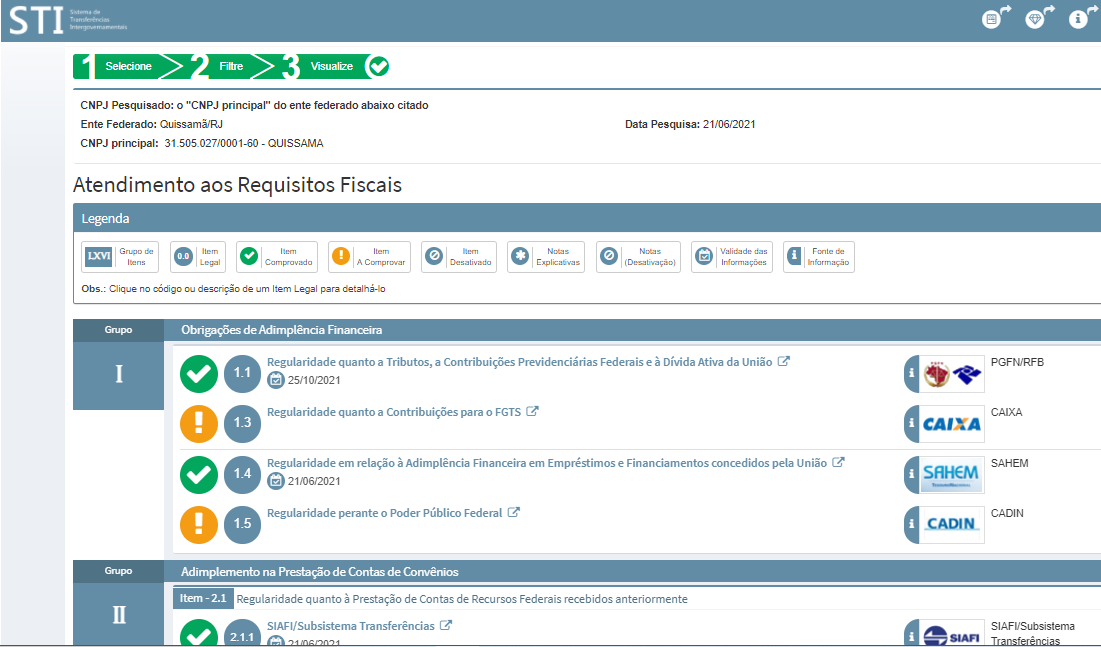 STI Sistema de
Transferências
Intergovernamentais
1 Selecione 2 Filtre 3 Visualize
CNPJ Pesquisado: o "CNPJ principal" do ente federado abaixo citado
Ente Federado: Quissamã/RJ Data Pesquisa: 21/06/2021
CNPJ principal: 31.505.027/0001-60 - QUISSAMA
Atendimento aos Requisitos Fiscais
Legenda
LXVI Grupo de Itens
0.0 Item Legal
Item Comprovado
! Item A Comprovar
Item Desativado
Notas Explicativas
Notas (Desativação)
Validade das Informações
i Fonte de Informação
Obs.: Clique no código ou descrição de um Item Legal para detalhá-lo
Grupo Obrigações de Adimplência Financeira
I
1.1 Regularidade quanto a Tributos, a Contribuições Previdenciárias Federais e à Dívida Ativa da União i PGFN/RFB
25/10/2021
! 1.3 Regularidade quanto a Contribuições para o FGTS i CAIXA CAIXA
1.4 Regularidade em relação à Adimplência Financeira em Empréstimos e Financiamentos concedidos pela União i SAHEM SAHEM
21/06/2021
! 1.5 Regularidade perante o Poder Público Federal i CADIN CADIN
Grupo Adimplemento na Prestação de Contas de Convênios
II
Item - 2.1 Regularidade quanto à Prestação de Contas de Recursos Federais recebidos anteriormente
2.1.1 SIAFI/Subsistema Transferências i SIAFI SIAFI/Subsistema
21/06/2021 Transferências